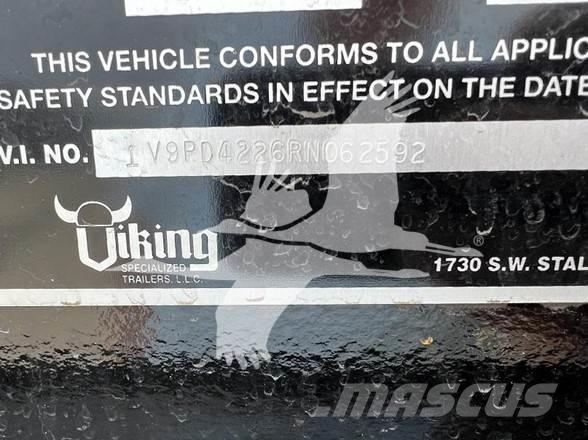 THIS VEHICLE CONFORMS TO ALL APPLIC
SAFETY STANDARDS IN EFFECT ON THE DATE
V.I. NO. 1V9PD4226RN062592
Viking
SPECIALIZED
TRAILERS, L.L.C.
®
1730 S.W. STAL
MASCUS